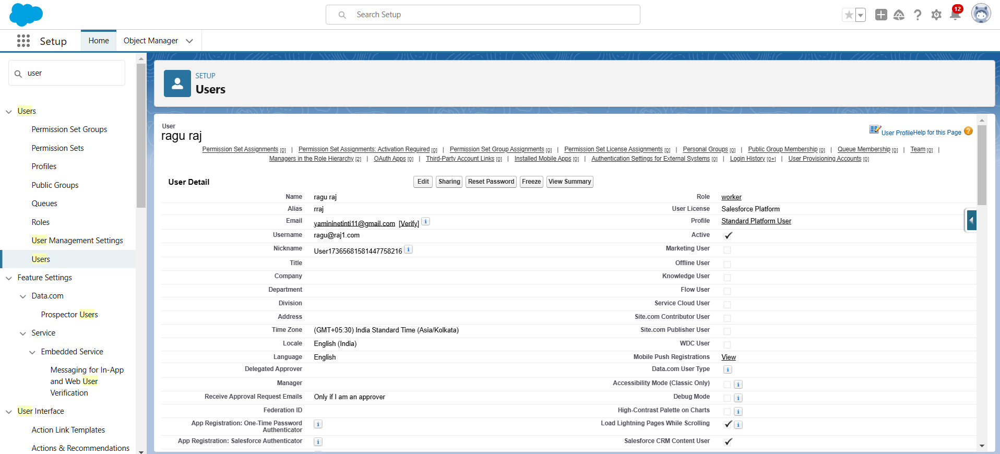 Search Setup
12
Setup
Home
Object Manager
user
Users
Permission Set Groups
Permission Sets
Profiles
Public Groups
Queues
Roles
User Management Settings
Users
Feature Settings
Data.com
Prospector Users
Service
Embedded Service
Messaging for In-App
and Web User
Verification
User Interface
Action Link Templates
Actions & Recommendations
SETUP
Users
User
ragu raj
User Profile Help for this Page
Permission Set Assignments [0] | Permission Set Assignments: Activation Required [0] | Permission Set Group Assignments [0] | Permission Set License Assignments [0] | Personal Groups [0] | Public Group Membership [0] | Queue Membership [0] | Team [0] |
Managers in the Role Hierarchy [2] | OAuth Apps [0] | Third-Party Account Links [0] | Installed Mobile Apps [0] | Authentication Settings for External Systems [0] | Login History [0+] | User Provisioning Accounts [0]
User Detail
Edit Sharing Reset Password Freeze View Summary
Name ragu raj Role worker
Alias rraj User License Salesforce Platform
Email yamininetinti11@gmail.com [Verify] i Profile Standard Platform User
Username ragu@raj1.com Active
Nickname User17365681581447758216 i Marketing User
Title Offline User
Company Knowledge User
Department Flow User
Division Service Cloud User
Address Site.com Contributor User
Time Zone (GMT+05:30) India Standard Time (Asia/Kolkata) Site.com Publisher User
Locale English (India) WDC User
Language English Mobile Push Registrations View
Delegated Approver Data.com User Type i
Manager Accessibility Mode (Classic Only) i
Receive Approval Request Emails Only if I am an approver Debug Mode i
Federation ID High-Contrast Palette on Charts i
App Registration: One-Time Password
Authenticator i Load Lightning Pages While Scrolling i
App Registration: Salesforce Authenticator i Salesforce CRM Content User